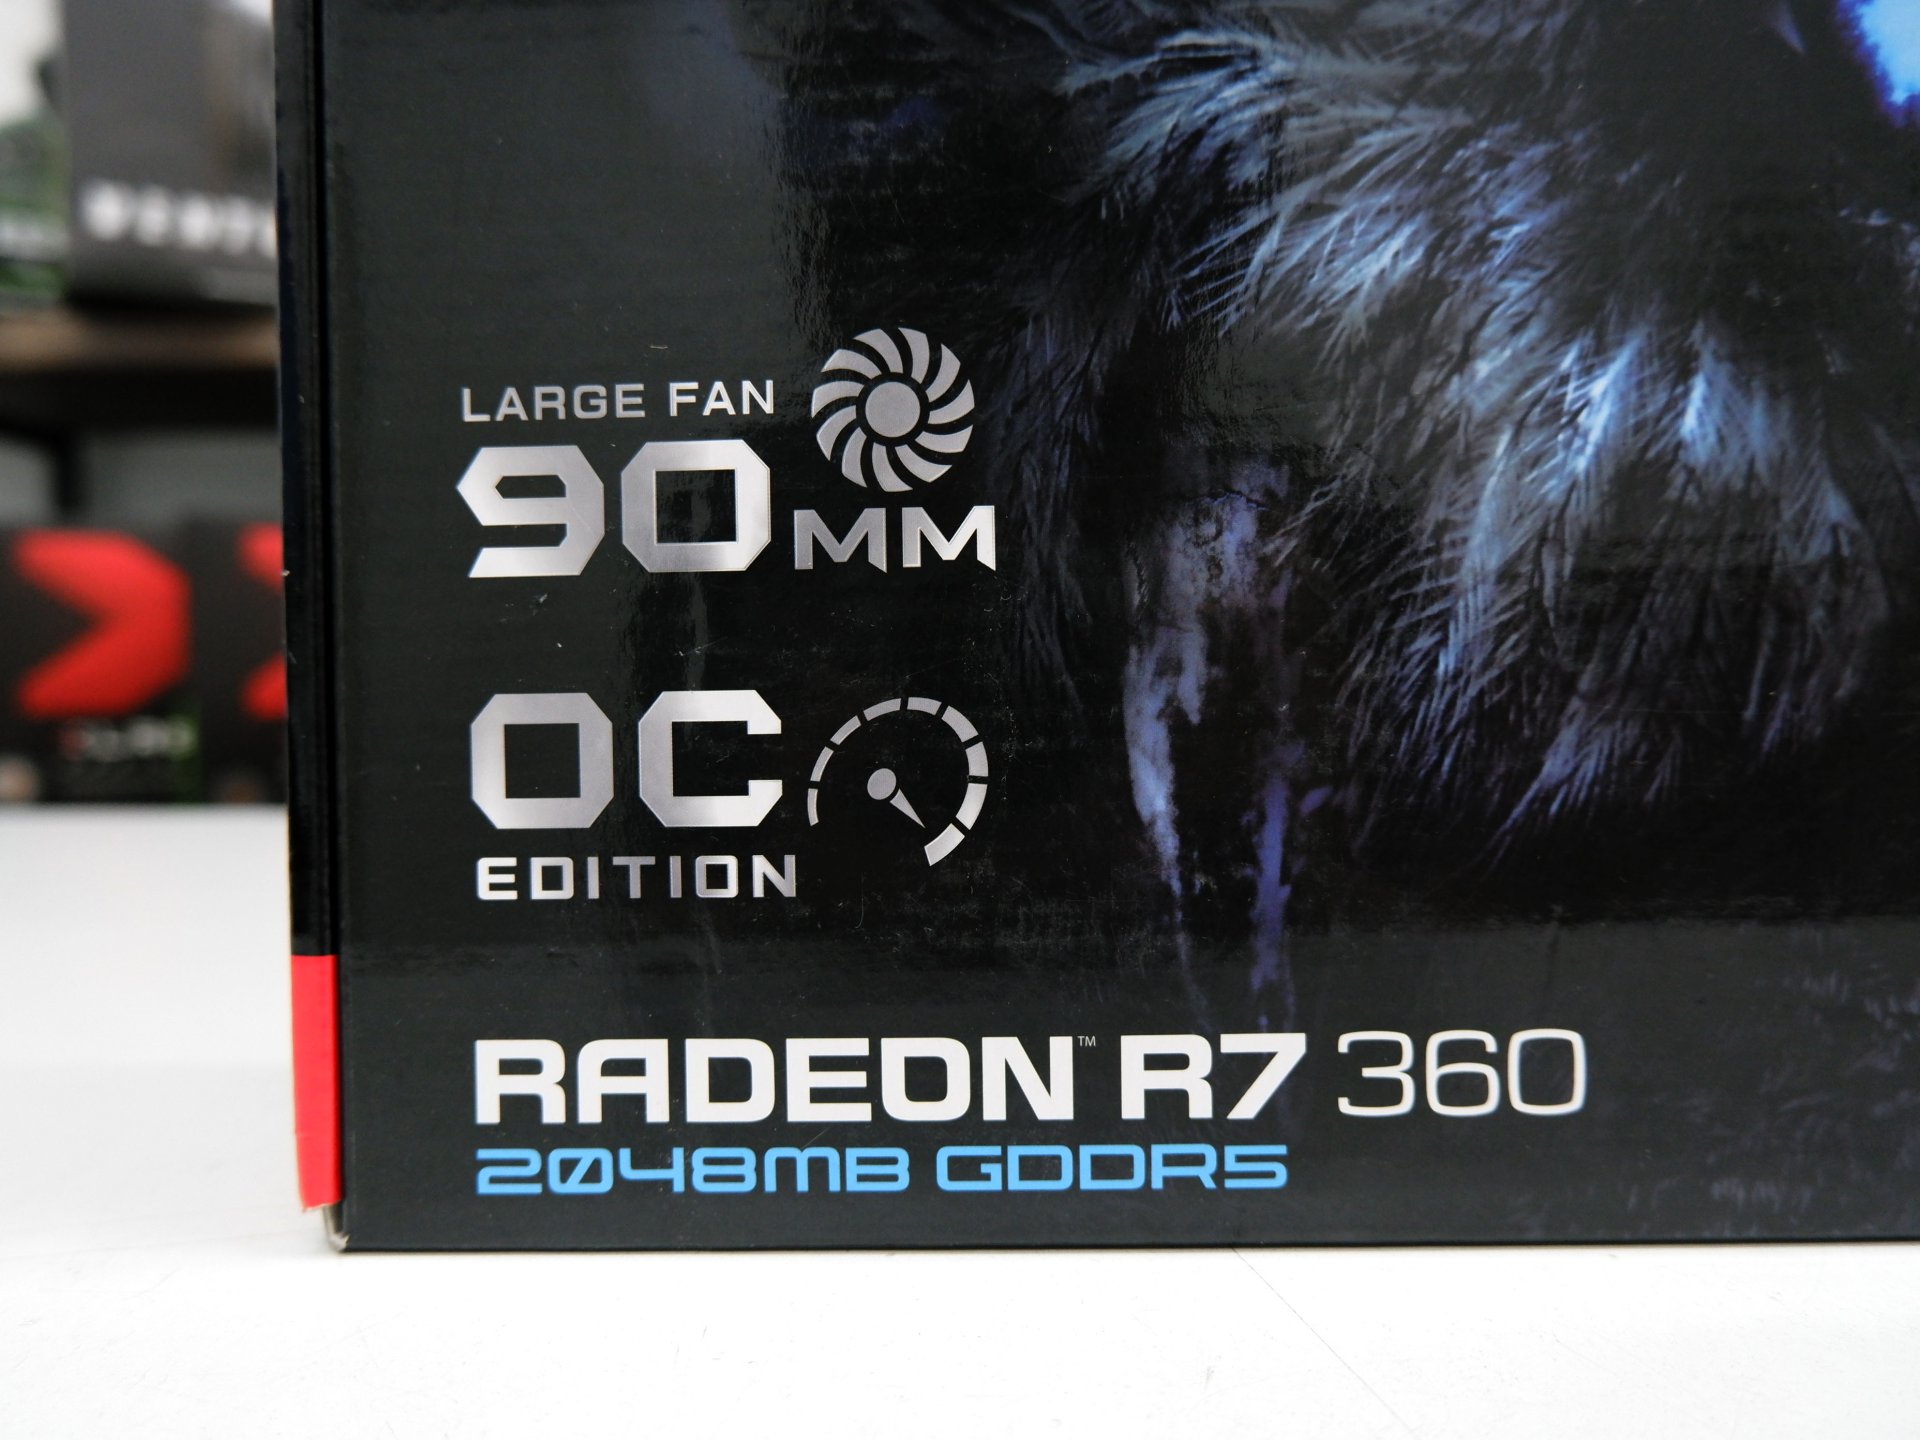 LARGE FAN
90MM
OC
EDITION
RADEON™ R7 360
2048MB GDDR5